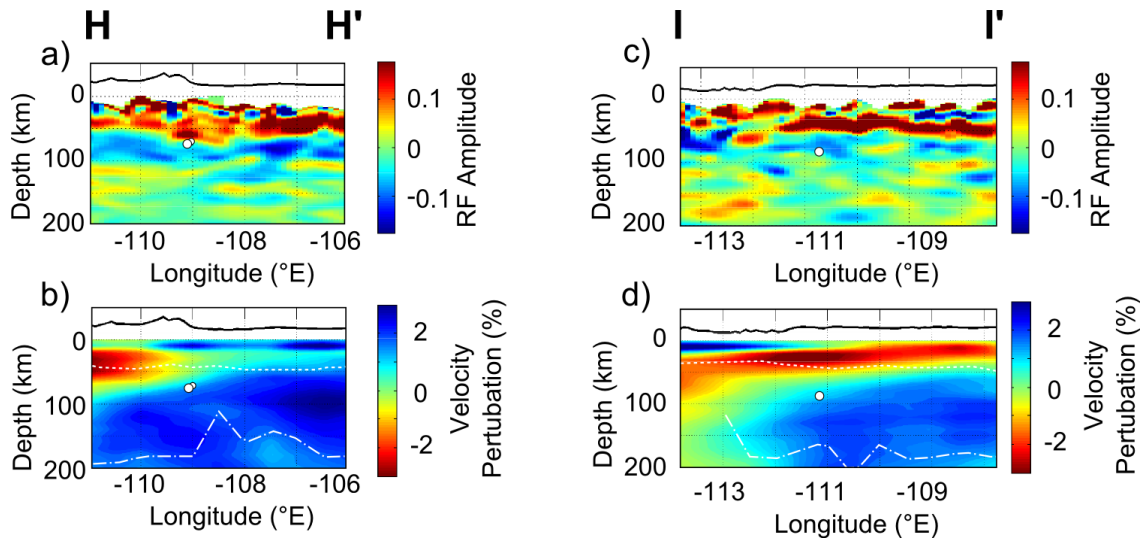 H H'
I I'
a)
0
100
200
Depth (km)
-110 -108 -106
Longitude (°E)
0.1
0
-0.1
RF Amplitude
c)
0
100
200
Depth (km)
-113 -111 -109
Longitude (°E)
0.1
0
-0.1
RF Amplitude
b)
0
100
200
Depth (km)
-110 -108 -106
Longitude (°E)
2
0
-2
Velocity
Pertubation (%)
d)
0
100
200
Depth (km)
-113 -111 -109
Longitude (°E)
2
0
-2
Velocity
Pertubation (%)